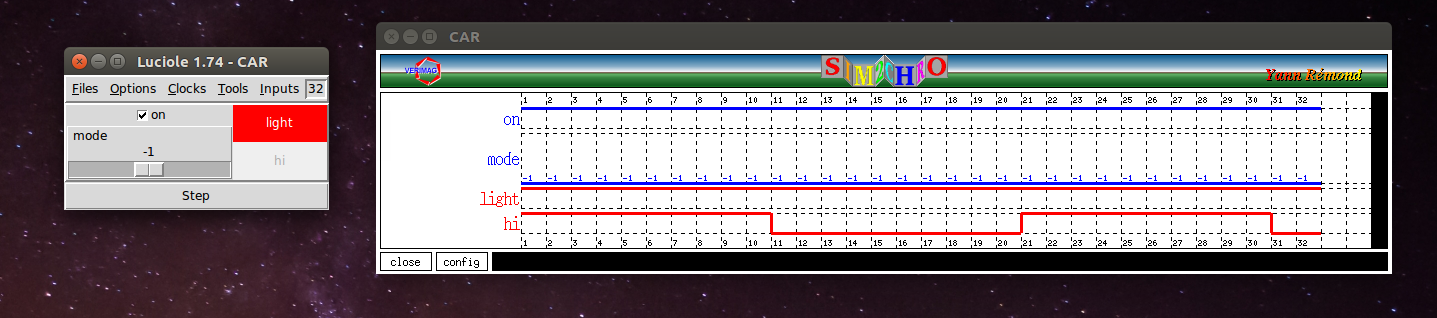 Luciole 1.74 - CAR
Files Options Clocks Tools Inputs 32
on
light
mode
-1
hi
Step
CAR
VERIMAG
SIM2CHRO
Yann Rémond
1 2 3 4 5 6 7 8 9 10 11 12 13 14 15 16 17 18 19 20 21 22 23 24 25 26 27 28 29 30 31 32
on
mode
-1 -1 -1 -1 -1 -1 -1 -1 -1 -1 -1 -1 -1 -1 -1 -1 -1 -1 -1 -1 -1 -1 -1 -1 -1 -1 -1 -1 -1 -1 -1 -1
light
hi
1 2 3 4 5 6 7 8 9 10 11 12 13 14 15 16 17 18 19 20 21 22 23 24 25 26 27 28 29 30 31 32
close config